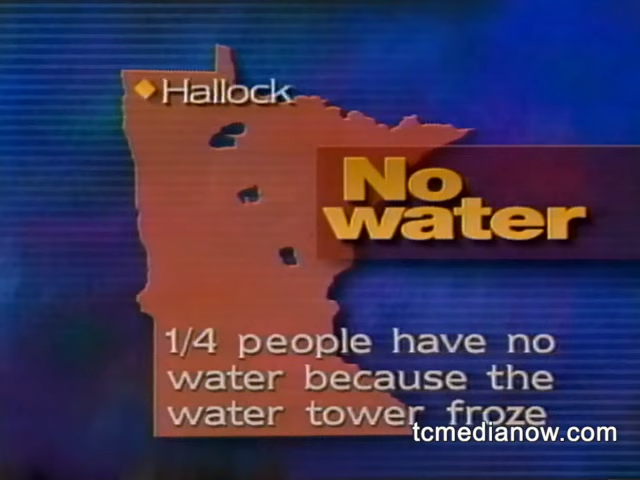 Hallock
No
water
1/4 people have no
water because the
water tower froze
tcmedianow.com